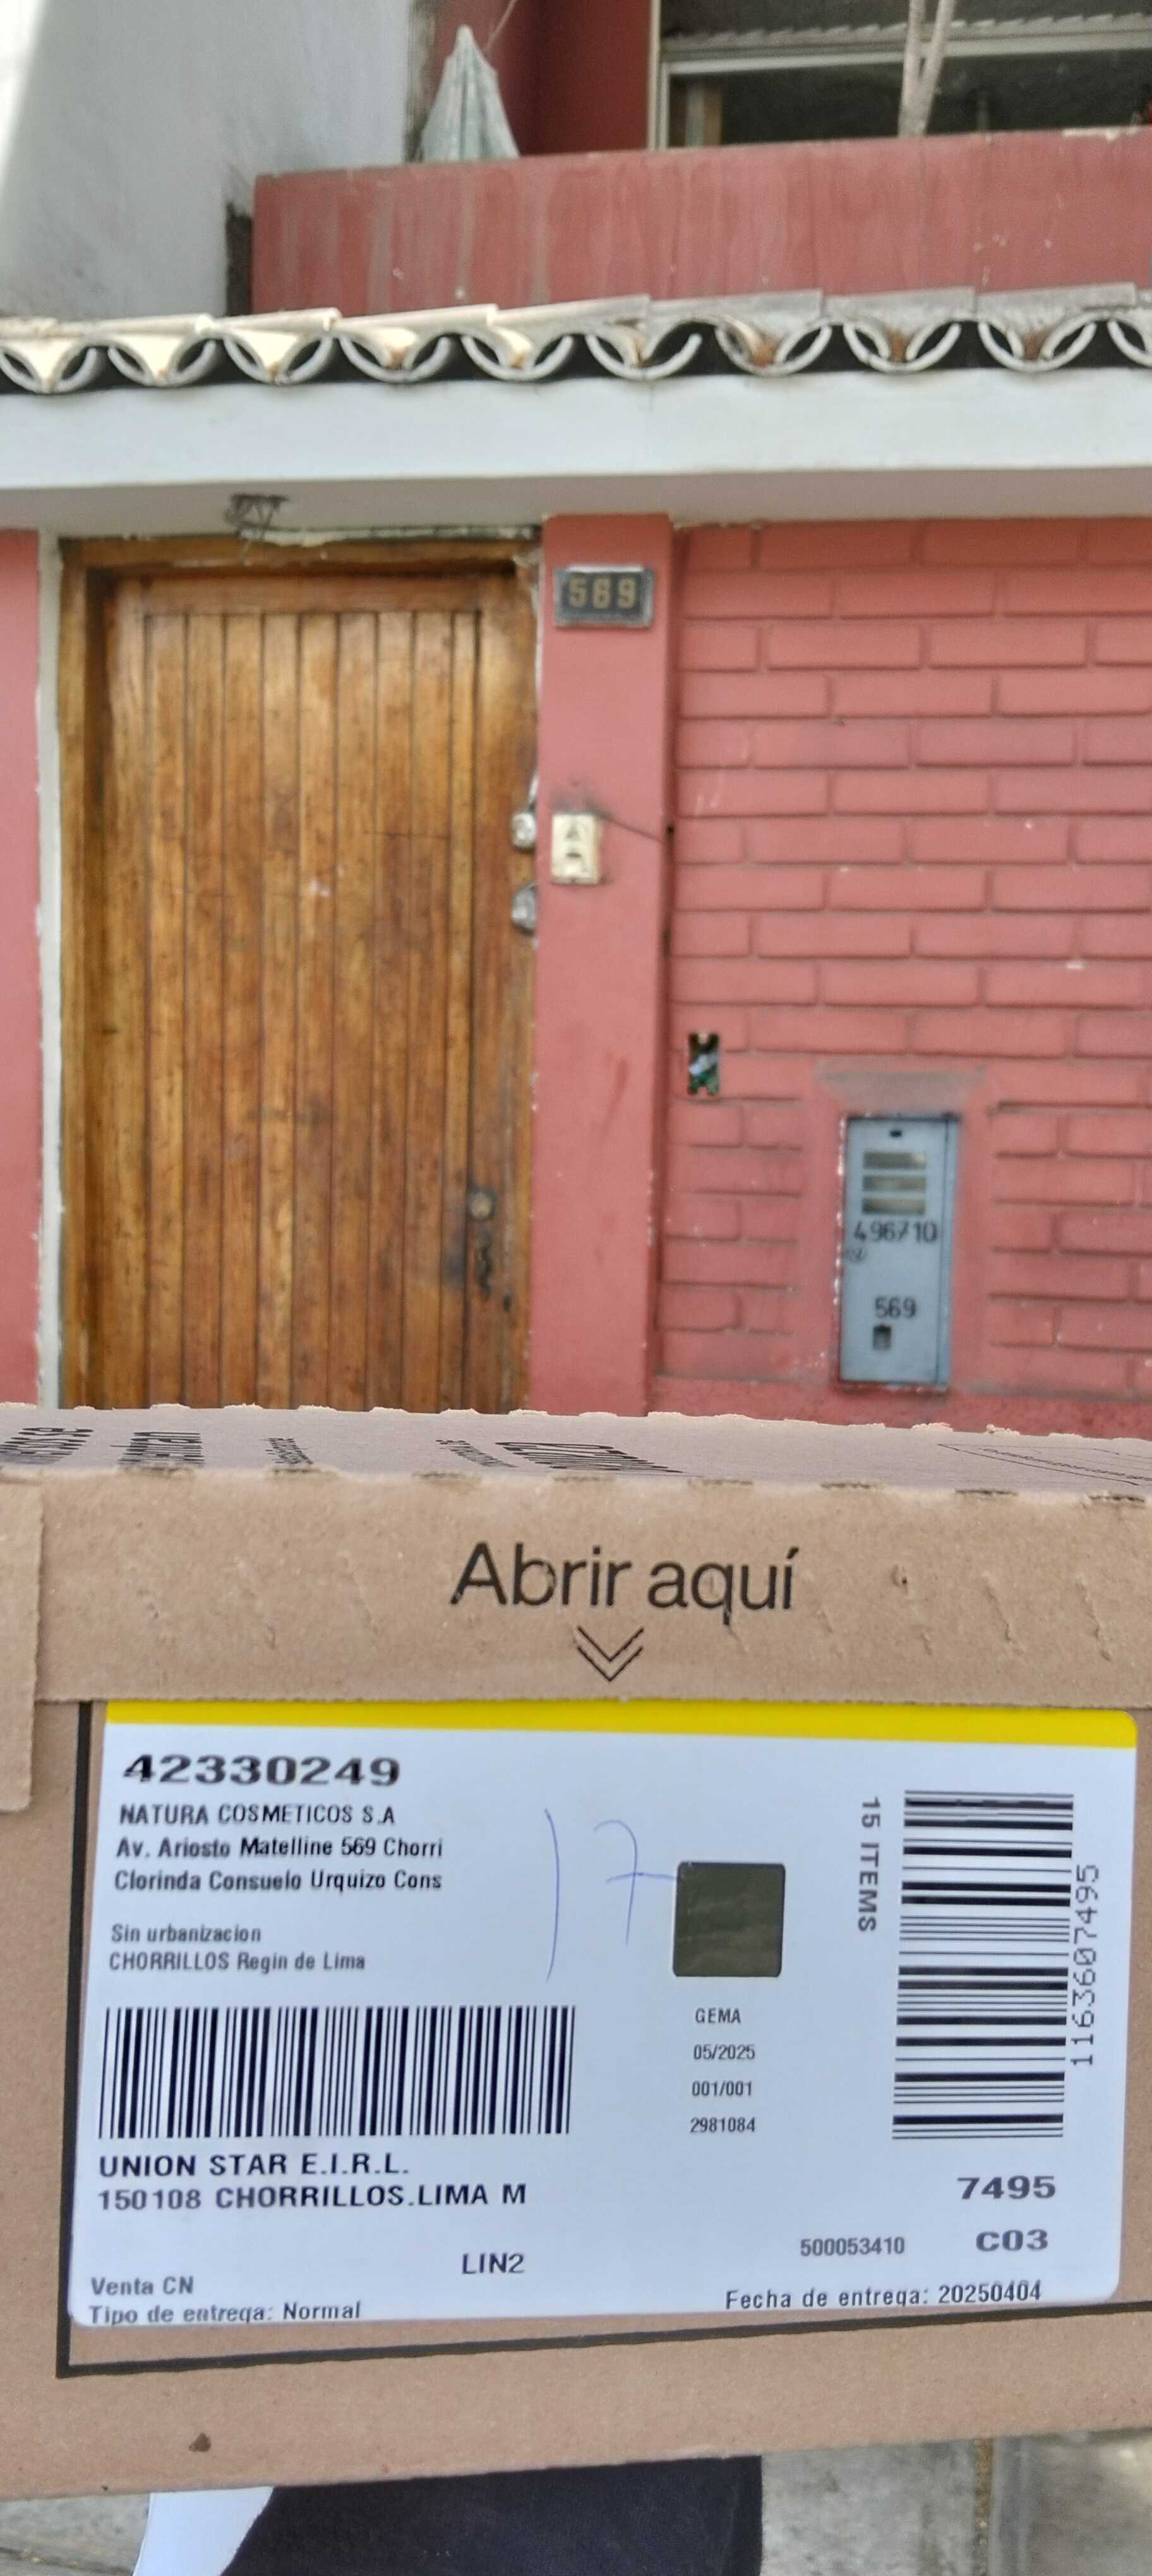 569
496710
569
Abrir aquí
42330249
NATURA COSMETICOS S.A
Av. Ariosto Matelline 569 Chorri
Clorinda Consuelo Urquizo Cons
Sin urbanizacion
CHORRILLOS Regin de Lima
17
15 ITEMS
1163607495
GEMA
05/2025
001/001
2981084
UNION STAR E.I.R.L.
150108 CHORRILLOS.LIMA M
7495
500053410
C03
LIN2
Venta CN
Tipo de entrega: Normal
Fecha de entrega: 20250404